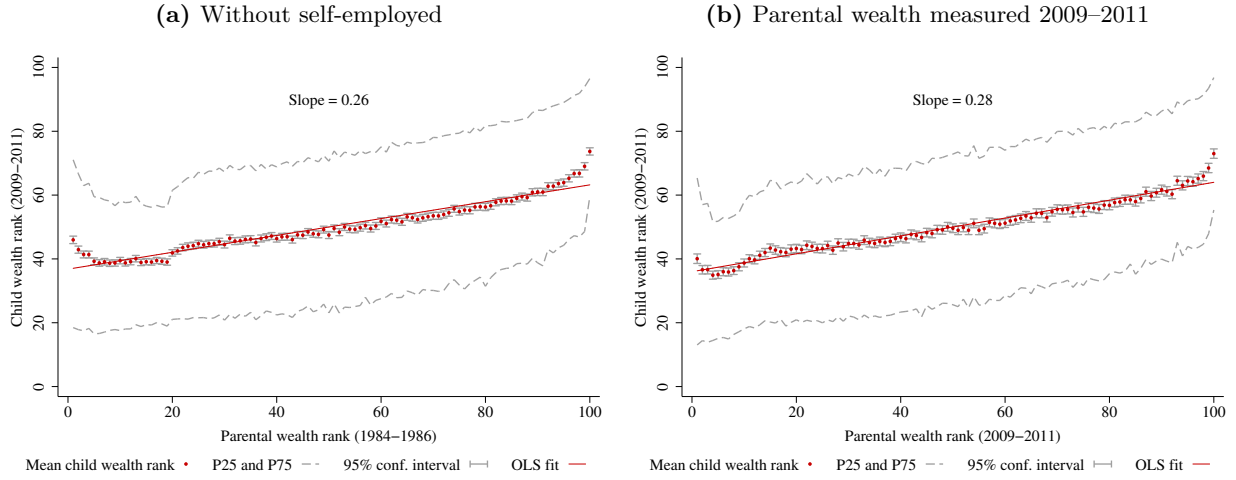 (a) Without self-employed
Child wealth rank (2009−2011)
100
80
60
40
20
0
Slope = 0.26
0 20 40 60 80 100
Parental wealth rank (1984−1986)
Mean child wealth rank P25 and P75 95% conf. interval OLS fit
(b) Parental wealth measured 2009–2011
Child wealth rank (2009−2011)
100
80
60
40
20
0
Slope = 0.28
0 20 40 60 80 100
Parental wealth rank (2009−2011)
Mean child wealth rank P25 and P75 95% conf. interval OLS fit